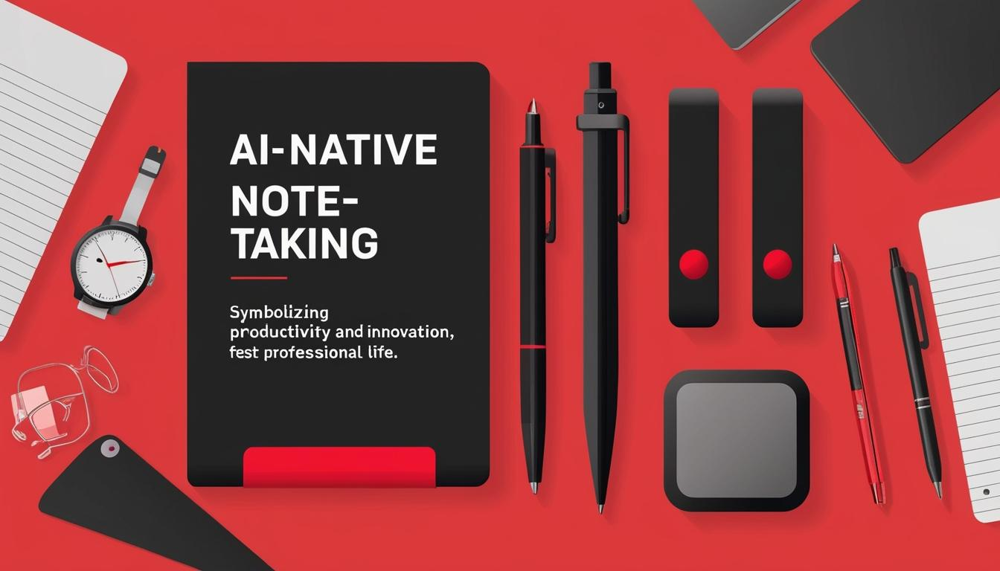 AI-NATIVE
NOTE-
TAKING
Symbolizing
productivity and innovation,
fest professional life.